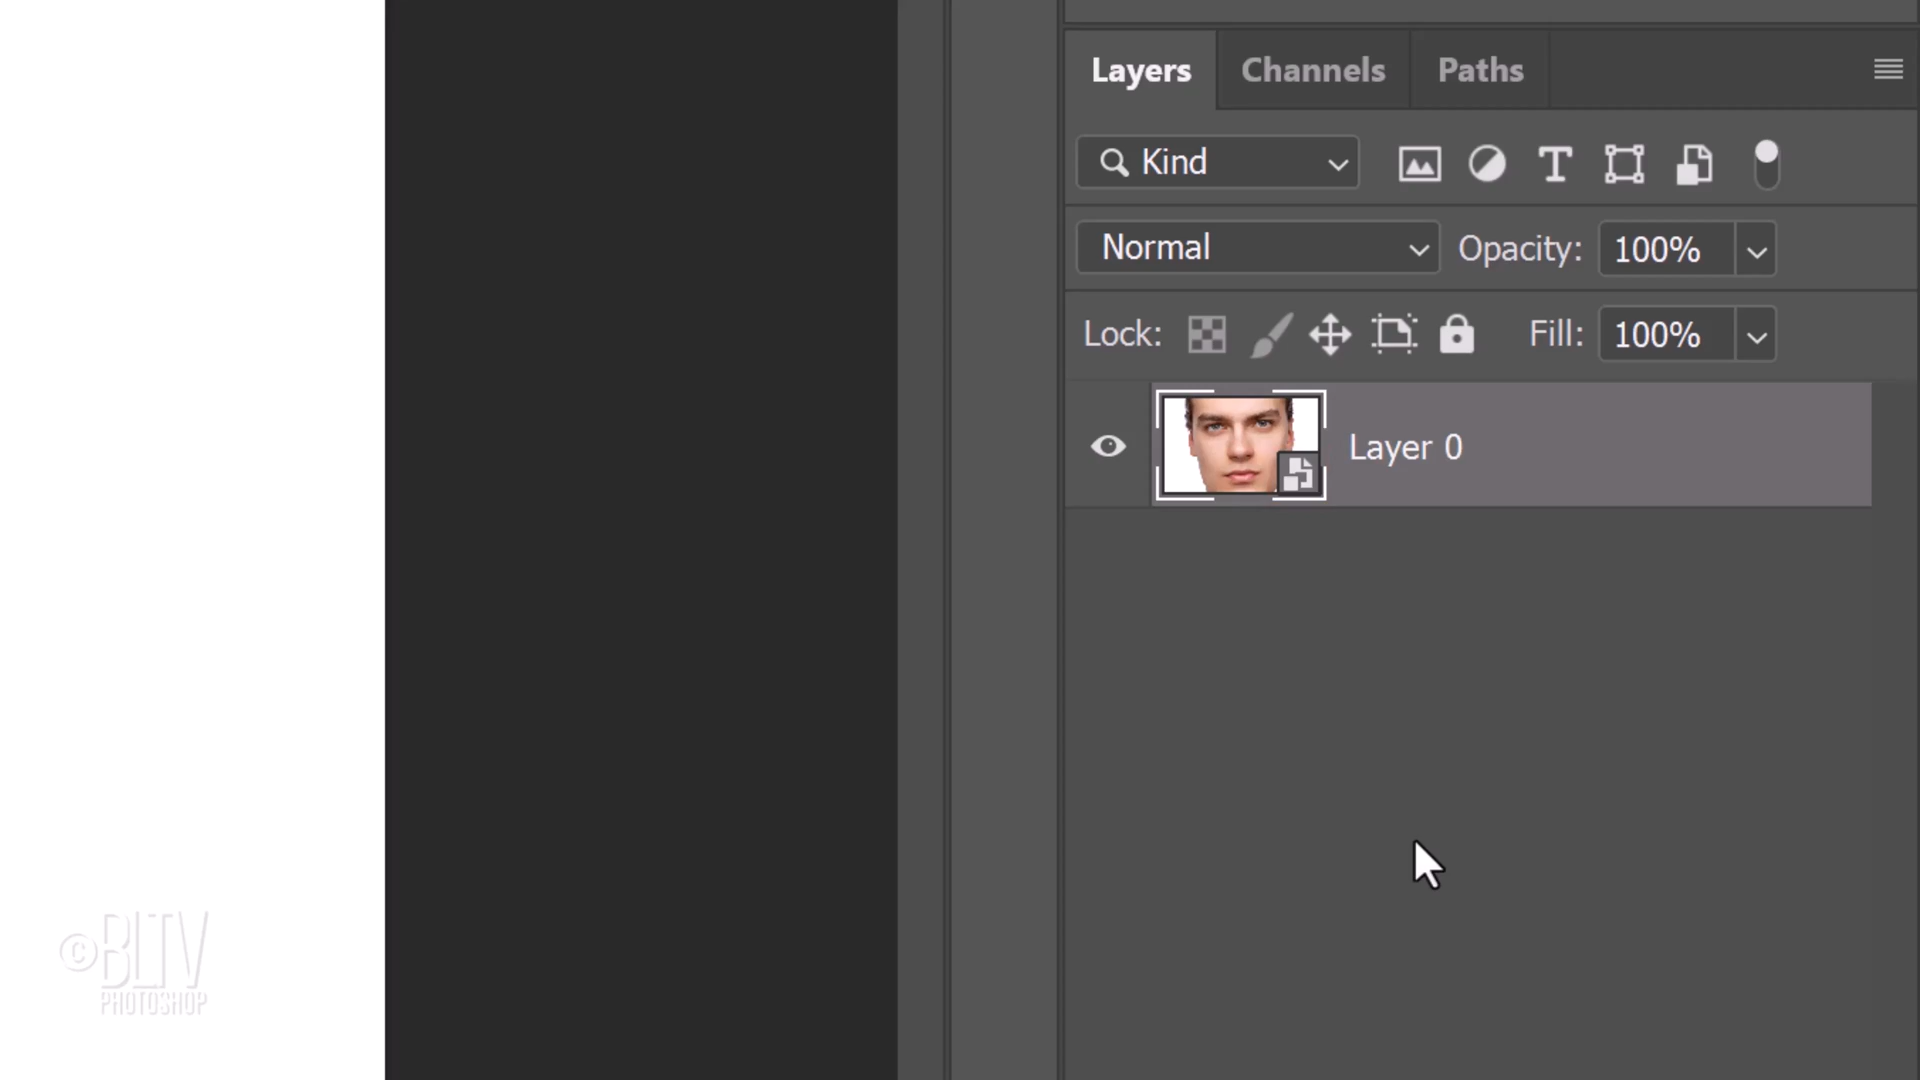 Layers Channels Paths
Kind
Normal Opacity: 100%
Lock: Fill: 100%
Layer 0
©BLTV
PHOTOSHOP